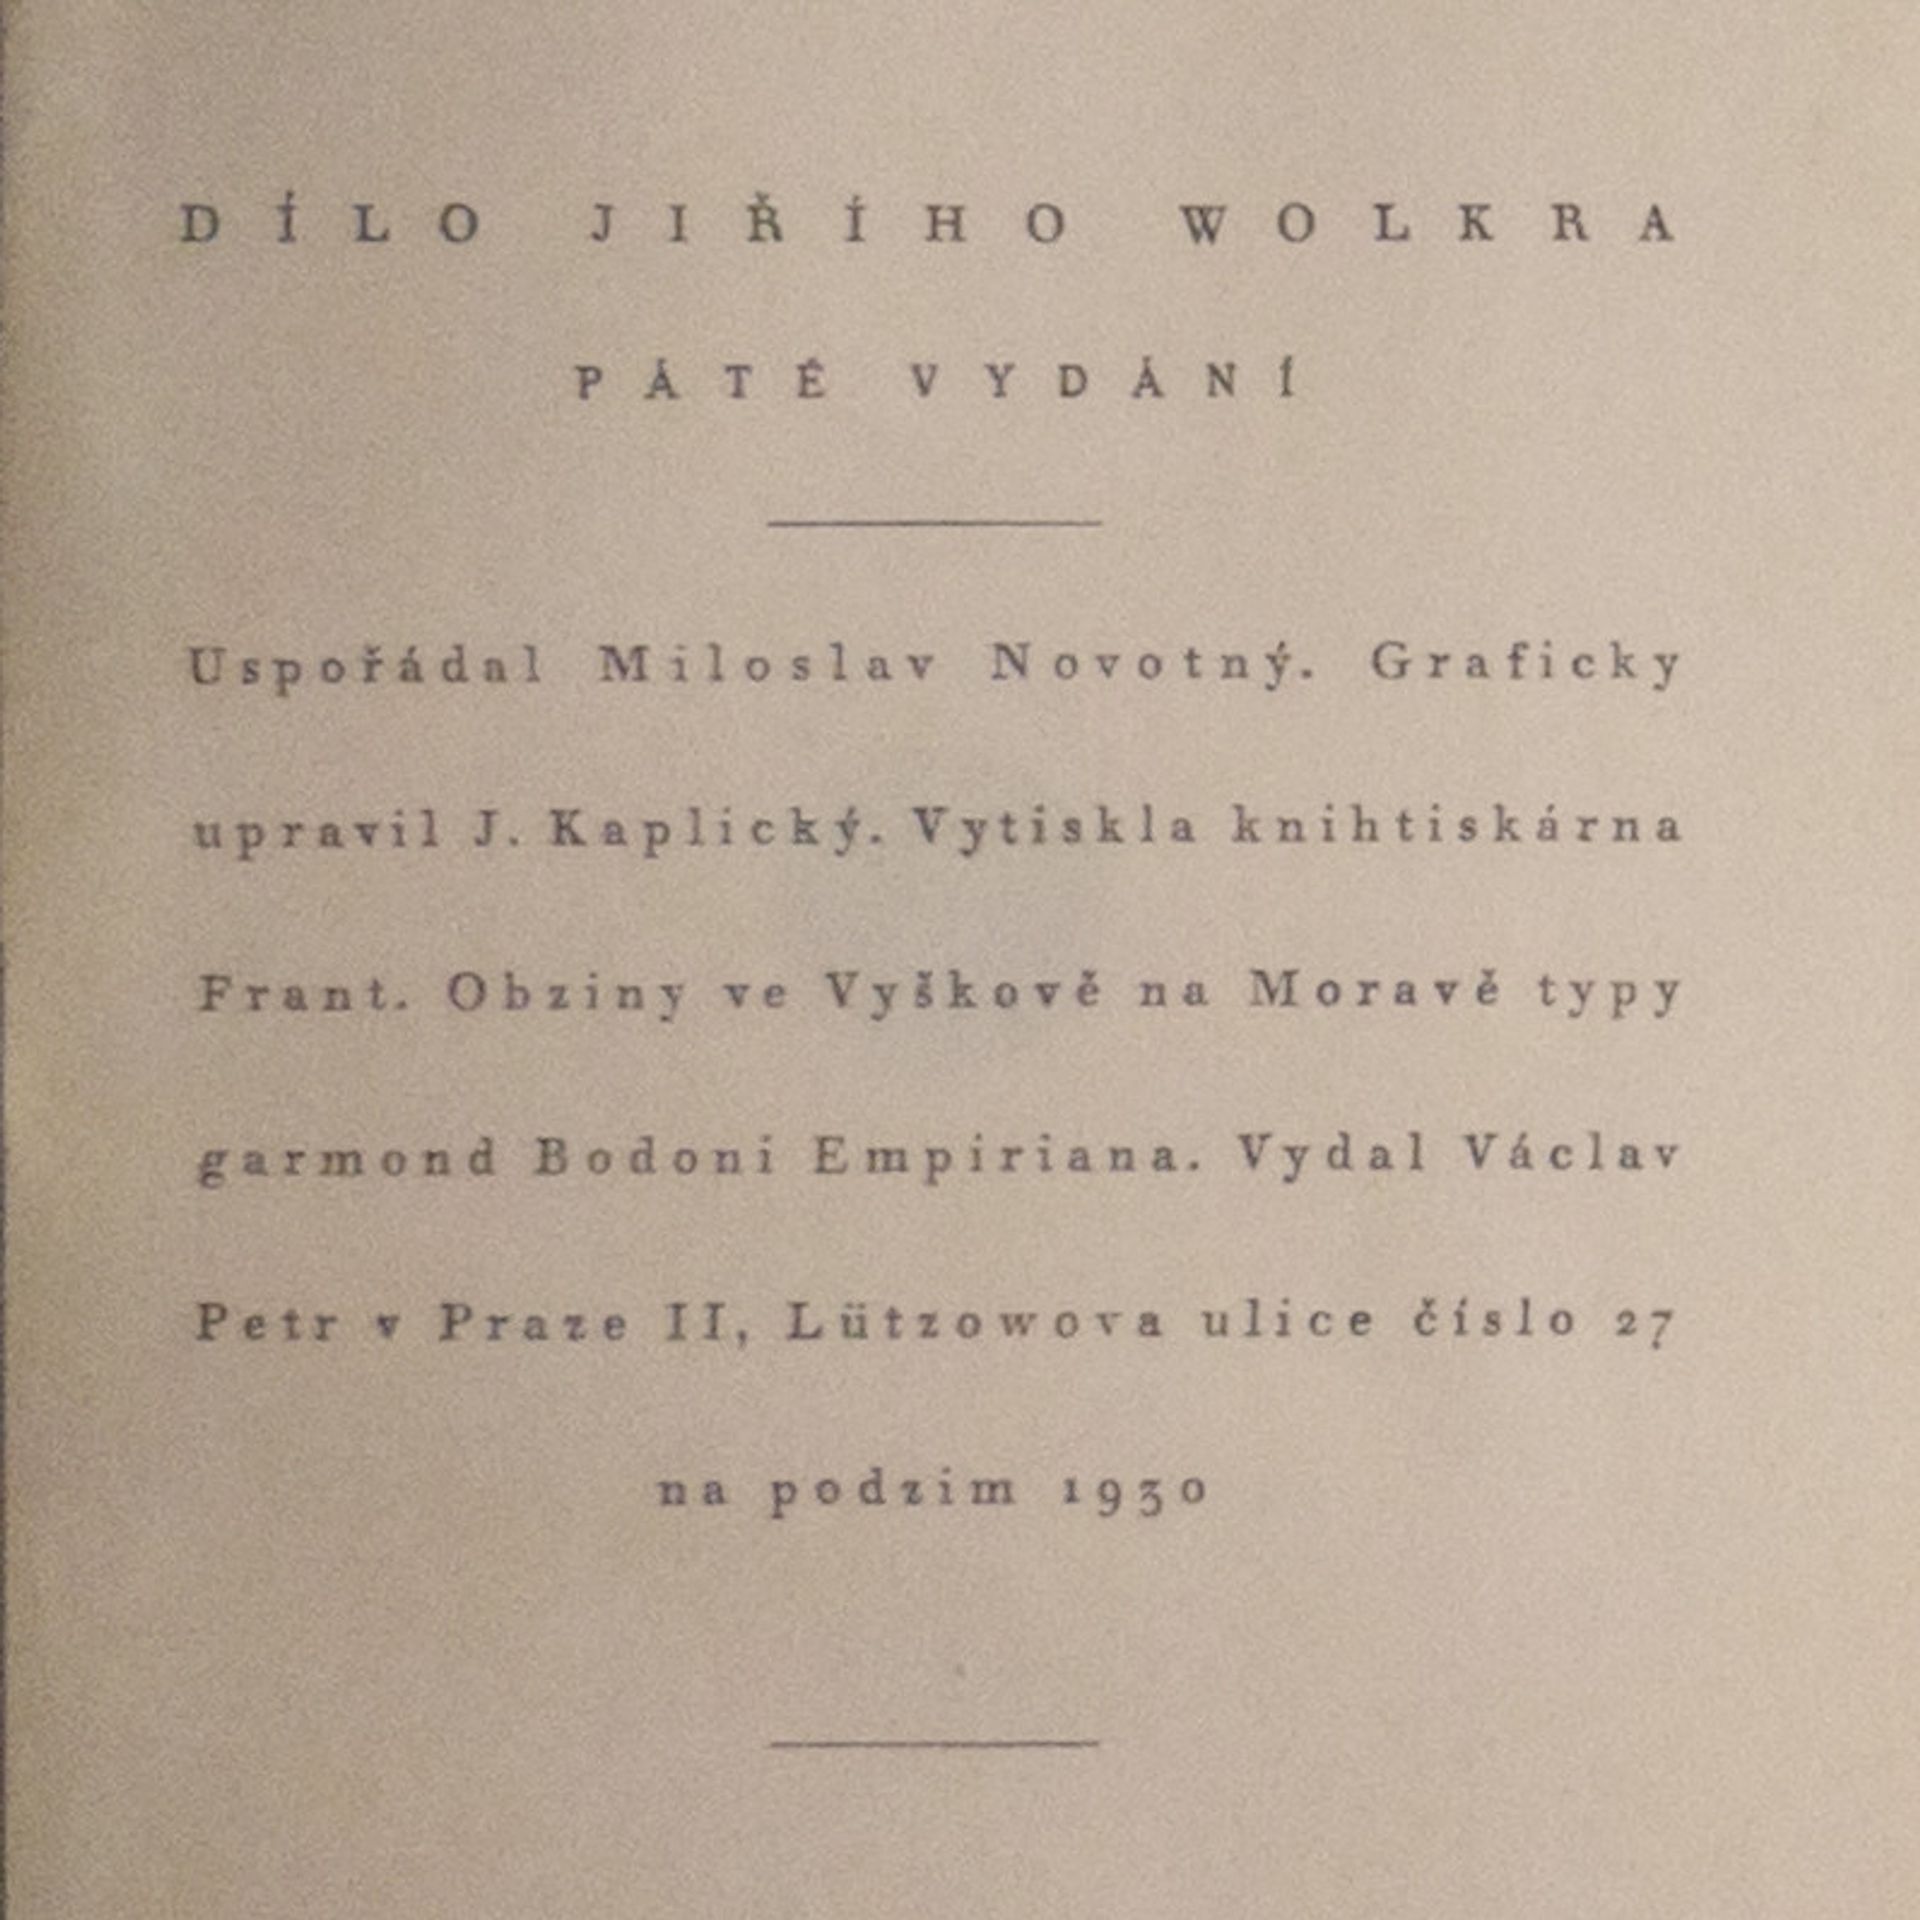 DÍLO JIŘÍHO WOLKRA
PÁTÉ VYDÁNÍ
Uspořádal Miloslav Novotný. Graficky
upravil J. Kaplický. Vytiskla knihtiskárna
Frant. Obziny ve Vyškově na Moravě typy
garmond Bodoni Empiriana. Vydal Václav
Petr v Praze II, Lützowova ulice číslo 27
na podzim 1930